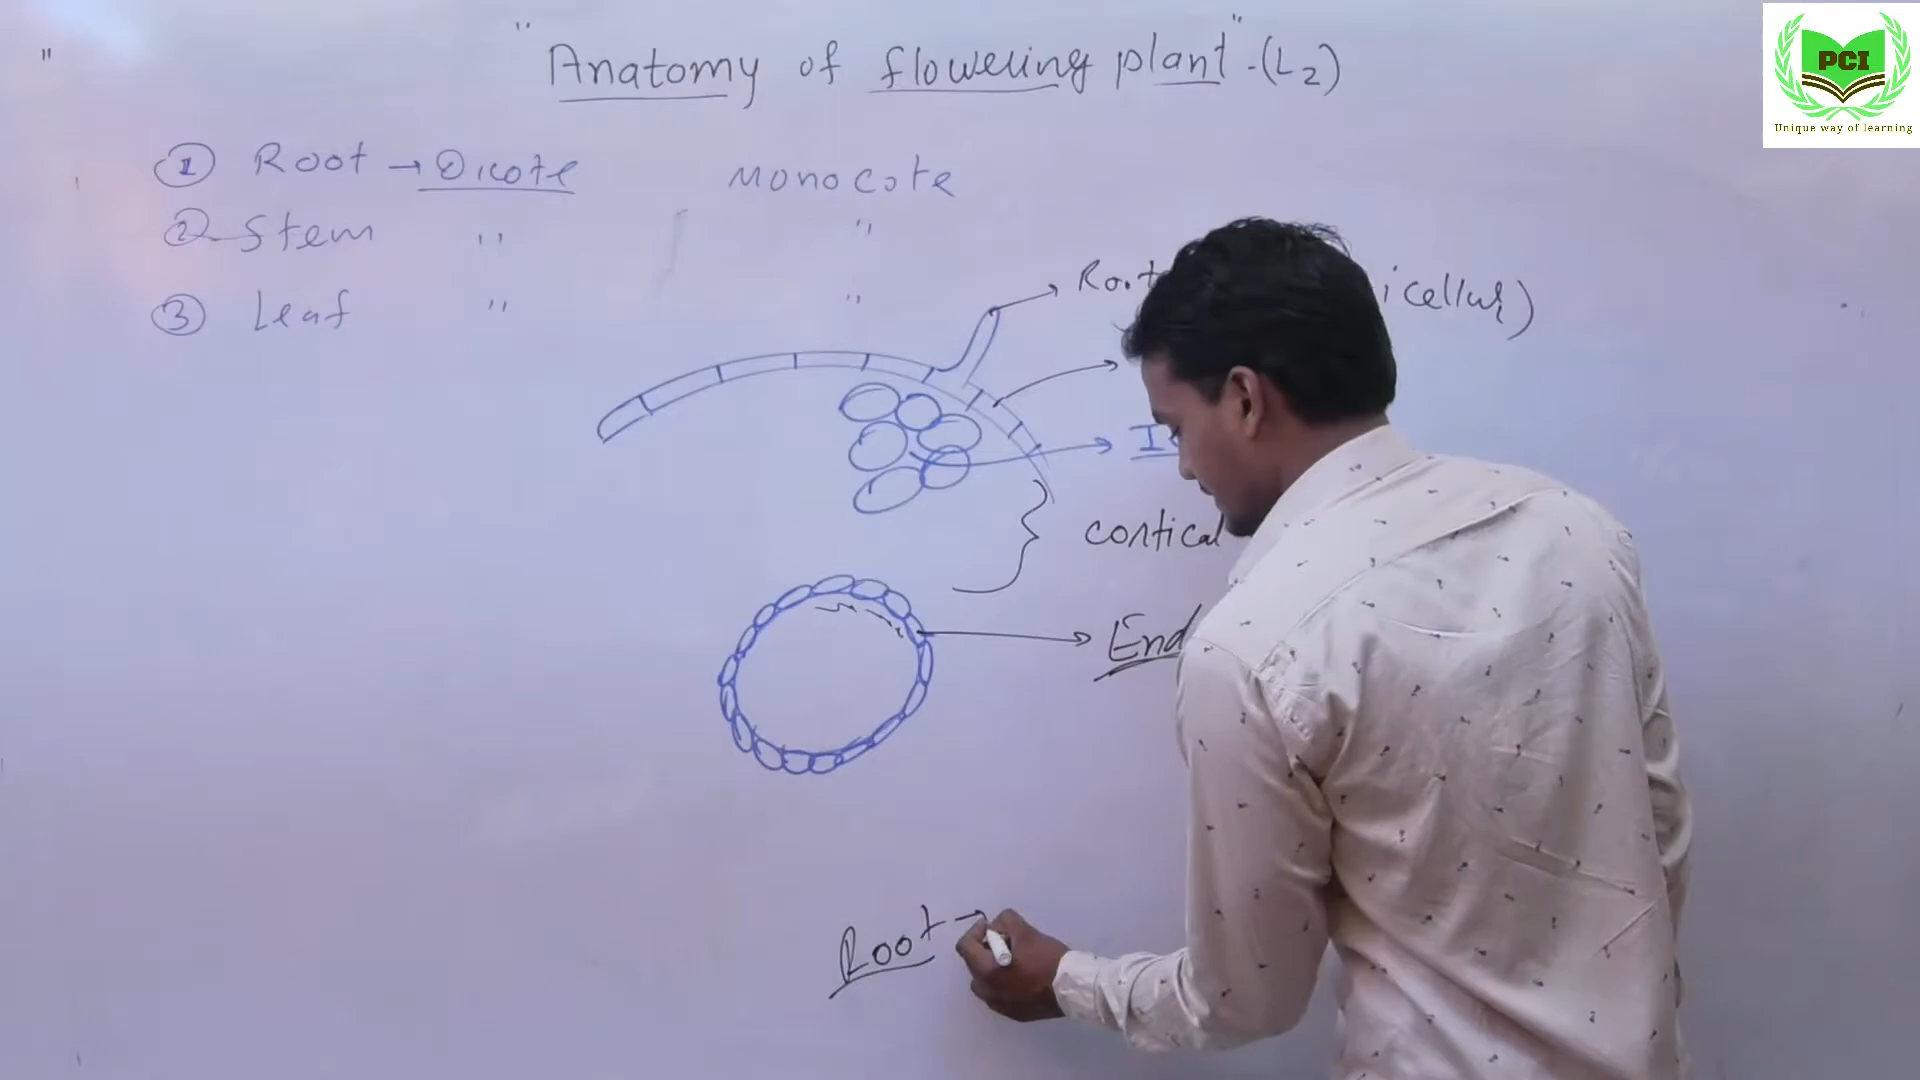 "Anatomy of flowering plant" -(L2)
PCI
Unique way of learning
① Root → Dicote Monocote
② Stem " "
③ Leaf " "
Root
icellus)
cortical
End
Root →